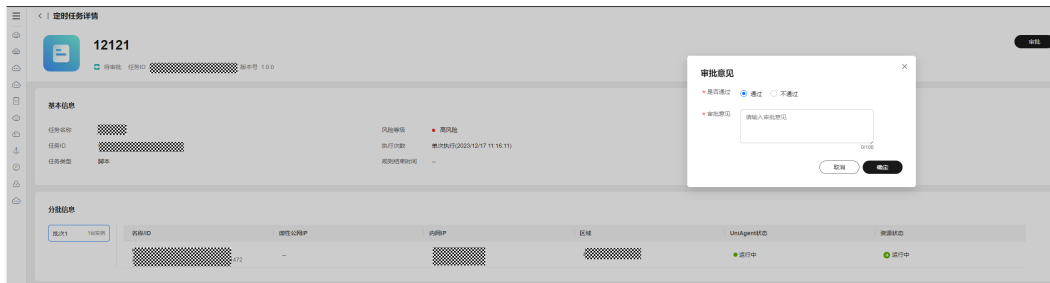 < | 定时任务详情
12121
待审批 任务ID 版本号 1.0.0
审批
基本信息
任务名称
风险等级 高风险
任务ID
执行次数 单次执行(2023/12/17 11:16:11)
任务类型 脚本
规则结束时间 --
审批意见
* 是否通过 通过 不通过
* 审批意见 请输入审批意见
0/100
取消 确定
分批信息
批次1 1台实例
名称/ID 弹性公网IP 内网IP 区域 UniAgent状态 资源状态
472 -- 运行中 运行中